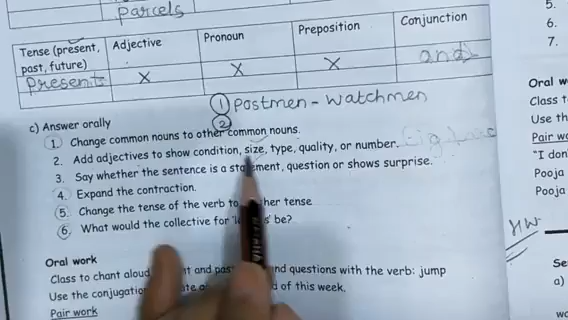 parcels
5.
6.
7.
Tense (present, past, future)
Adjective
Pronoun
Preposition
Conjunction
Present
X
X
X
and
① Postmen - Watchmen
②
c) Answer orally
1. Change common nouns to other common nouns.
2. Add adjectives to show condition, size, type, quality, or number.
3. Say whether the sentence is a statement, question or shows surprise.
4. Expand the contraction.
5. Change the tense of the verb to
tense
6. What would the collective for
be?
Oral work
Class to chant aloud
and
and questions with the verb: jump
Use the conjugation
of this week.
Pair work
Oral w
Class t
Use th
Pair wo
"I don'
Pooja
Pooja
HW
Se
a)